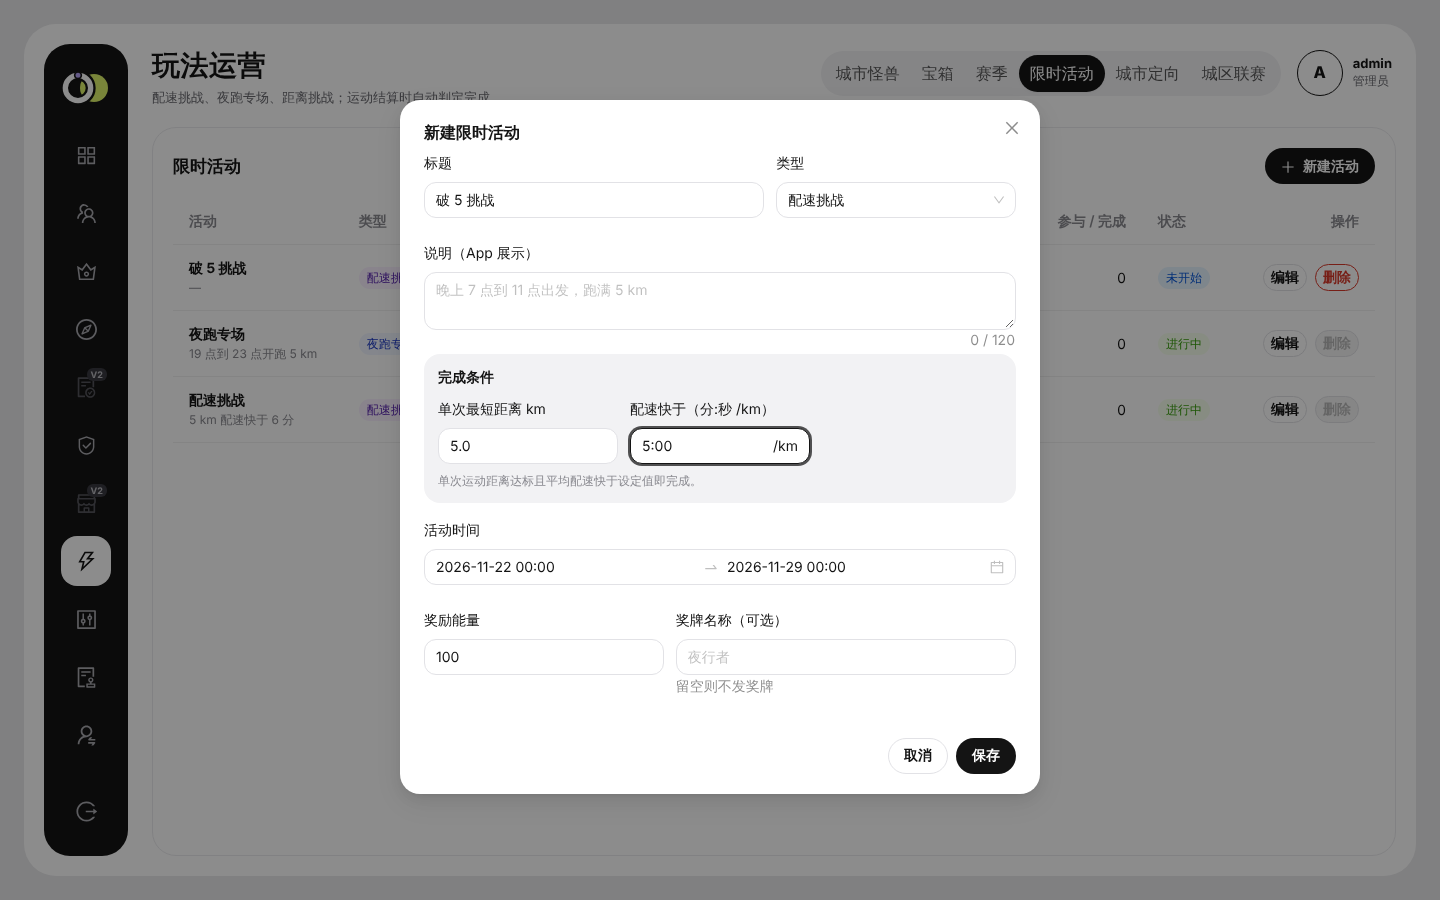 玩法运营
配速挑战、夜跑专场、距离挑战；运动结算时自动判定完成
城市怪兽 宝箱 赛季 限时活动 城市定向 城区联赛
A
admin
管理员
V2
V2
限时活动
新建活动
活动 类型 参与 / 完成 状态 操作
破 5 挑战
—
配速挑
0 未开始 编辑 删除
夜跑专场
19 点到 23 点开跑 5 km
夜跑专
0 进行中 编辑 删除
配速挑战
5 km 配速快于 6 分
配速挑
0 进行中 编辑 删除
新建限时活动
标题 类型
破 5 挑战 配速挑战
说明（App 展示）
晚上 7 点到 11 点出发，跑满 5 km
0 / 120
完成条件
单次最短距离 km 配速快于（分:秒 /km）
5.0 5:00 /km
单次运动距离达标且平均配速快于设定值即完成。
活动时间
2026-11-22 00:00 2026-11-29 00:00
奖励能量 奖牌名称（可选）
100 夜行者
留空则不发奖牌
取消 保存